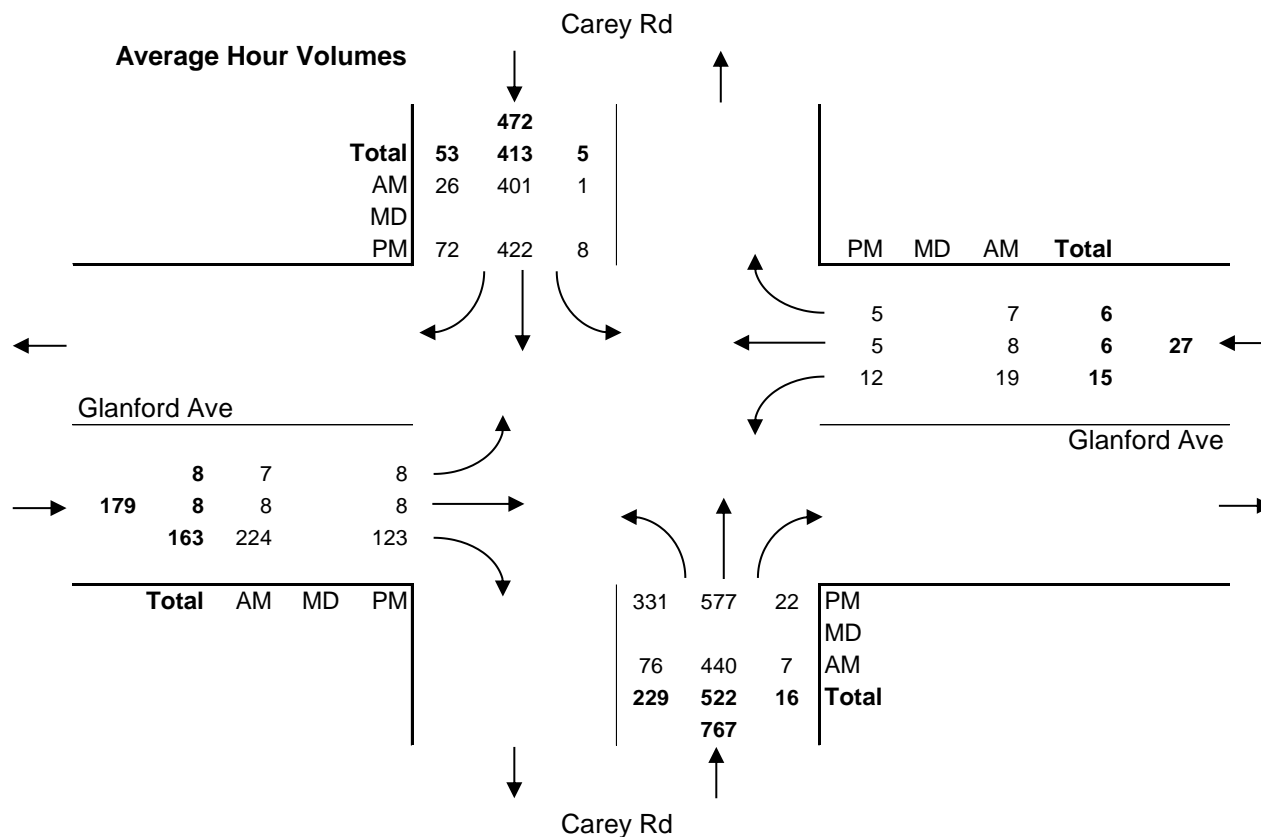 Carey Rd
Average Hour Volumes
472
Total 53 413 5
AM 26 401 1
MD
PM 72 422 8
PM MD AM Total
5 7 6
5 8 6 27
12 19 15
Glanford Ave
Glanford Ave
8 7 8
179 8 8 8
163 224 123
Total AM MD PM
331 577 22 PM
MD
76 440 7 AM
229 522 16 Total
767
Carey Rd